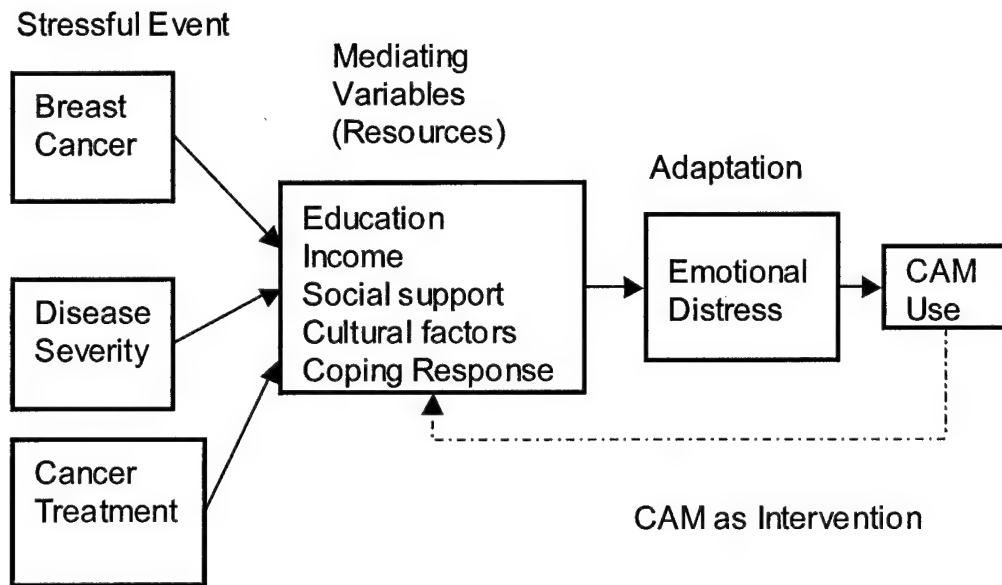 Stressful Event
Breast
Cancer
Disease
Severity
Cancer
Treatment
Mediating
Variables
(Resources)
Education
Income
Social support
Cultural factors
Coping Response
Adaptation
Emotional
Distress
CAM
Use
CAM as Intervention